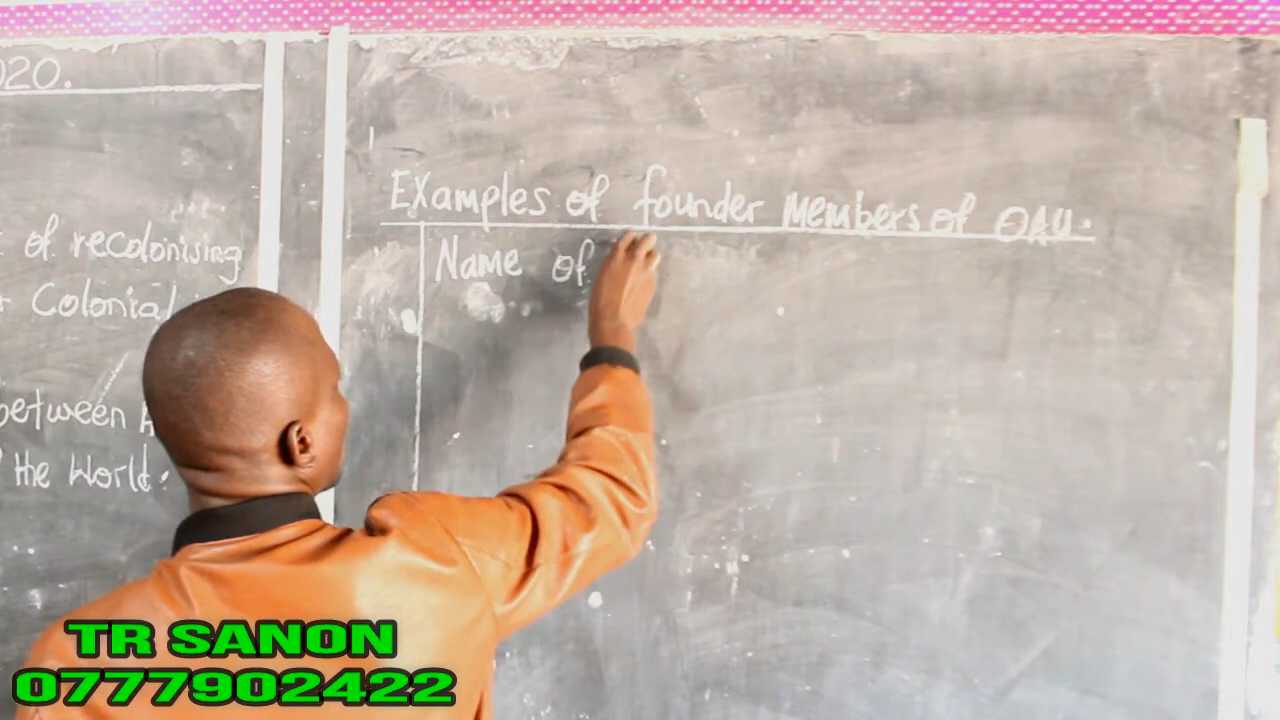 020.
of recolonising
Colonial
between
the World.
Examples of founder members of OAU.
Name of
TR SANON
0777902422